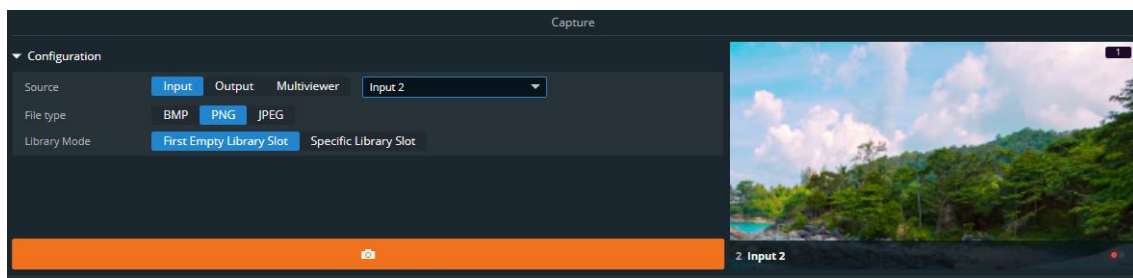 Capture
Configuration
Source Input Output Multiviewer Input 2
File type BMP PNG JPEG
Library Mode First Empty Library Slot Specific Library Slot
1
2 Input 2